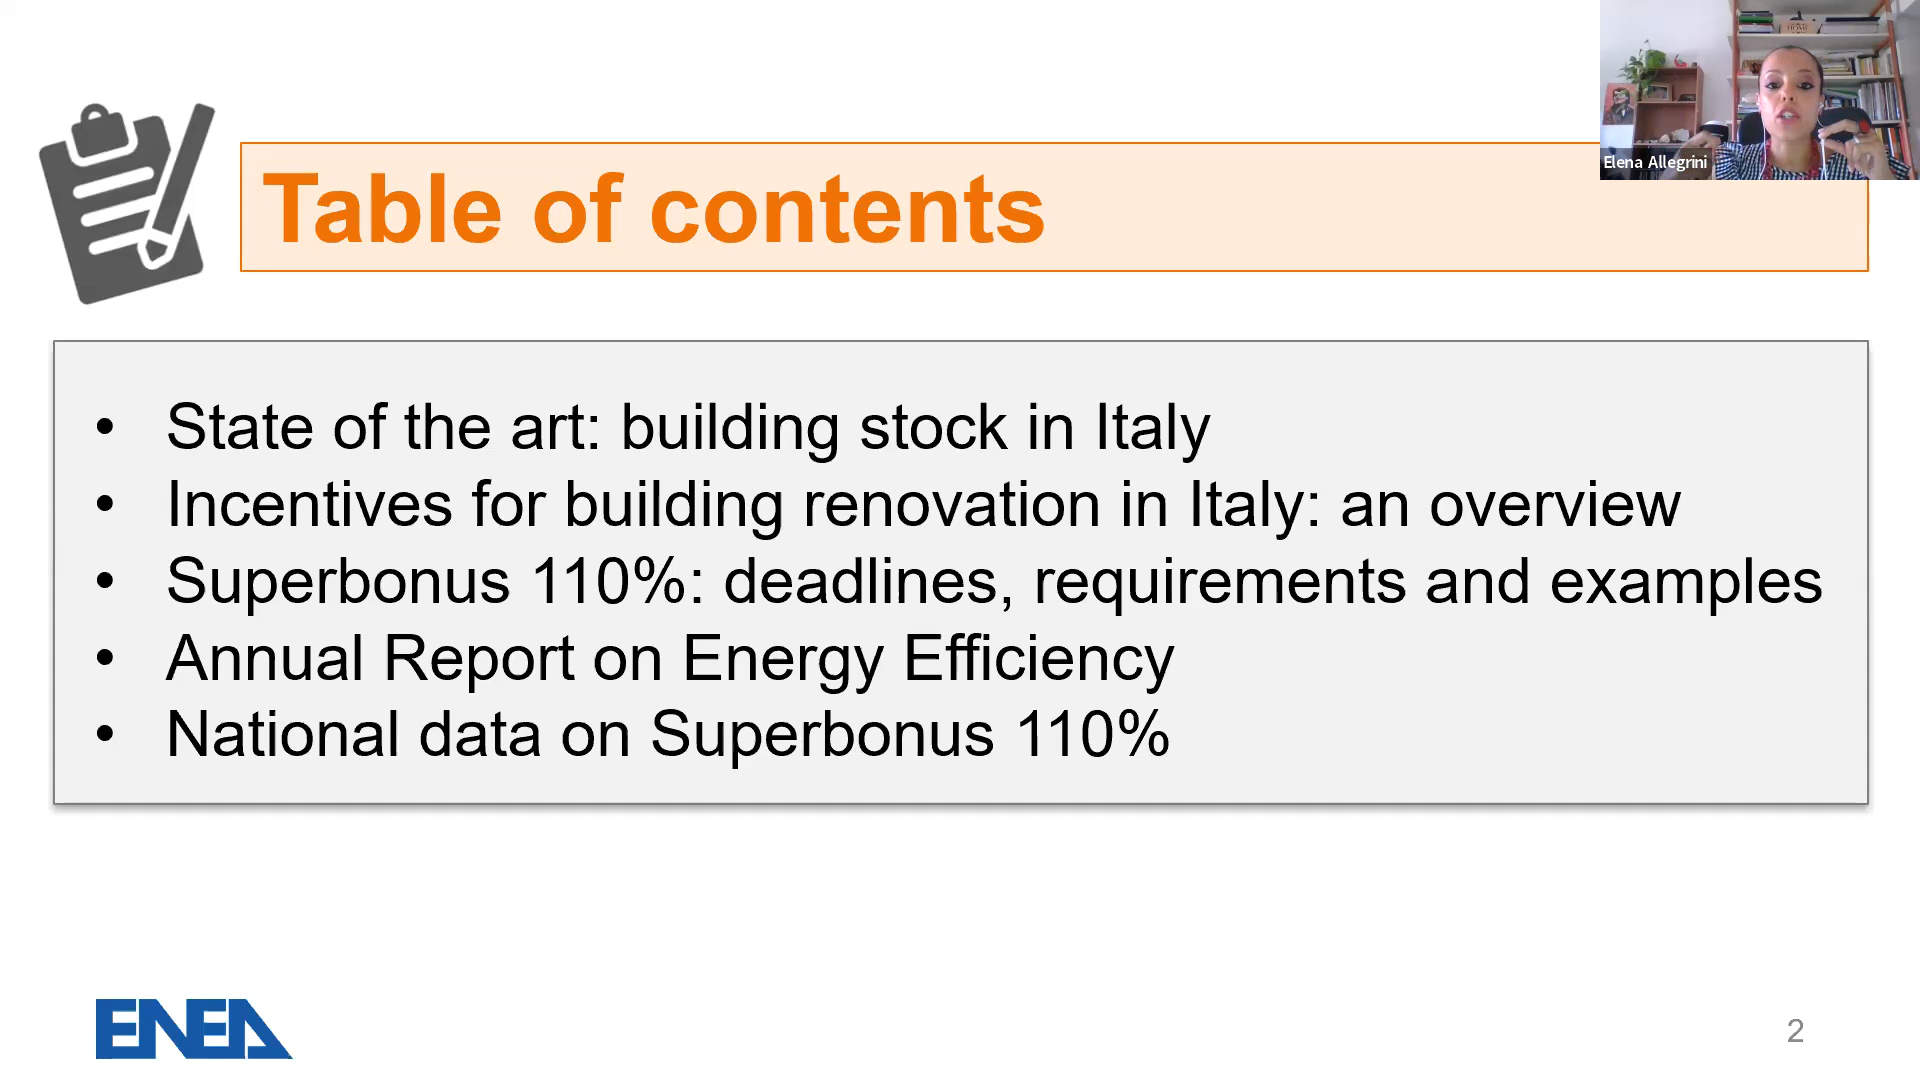 Elena Allegrini
Table of contents
• State of the art: building stock in Italy
• Incentives for building renovation in Italy: an overview
• Superbonus 110%: deadlines, requirements and examples
• Annual Report on Energy Efficiency
• National data on Superbonus 110%
ENEA
2